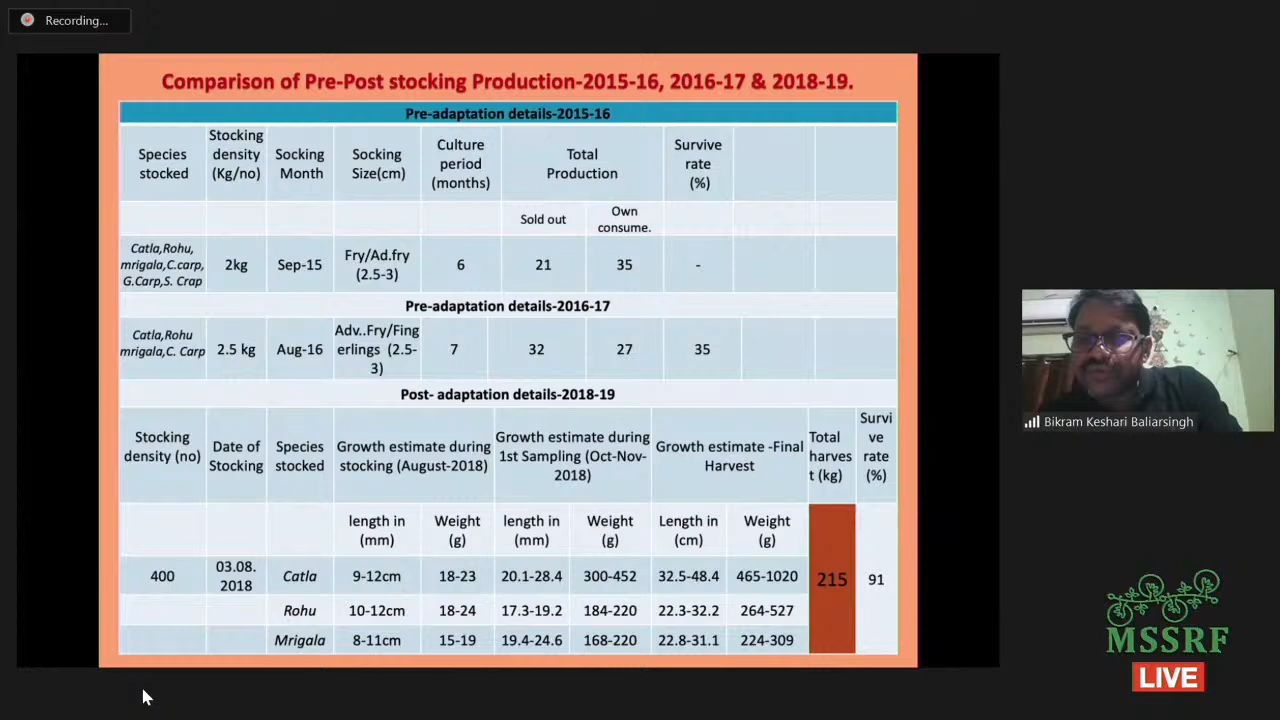 Recording...
Comparison of Pre-Post stocking Production-2015-16, 2016-17 & 2018-19.
Pre-adaptation details-2015-16
Species stocked
Stocking density (Kg/no)
Socking Month
Socking Size(cm)
Culture period (months)
Total Production
Survive rate (%)
Sold out
Own consume.
Catla,Rohu, mrigala,C.carp, G.Carp,S. Crap
2kg
Sep-15
Fry/Ad.fry (2.5-3)
6
21
35
-
Pre-adaptation details-2016-17
Catla,Rohu mrigala,C. Carp
2.5 kg
Aug-16
Adv..Fry/Fing erlings (2.5- 3)
7
32
27
35
Post- adaptation details-2018-19
Stocking density (no)
Date of Stocking
Species stocked
Growth estimate during stocking (August-2018)
Growth estimate during 1st Sampling (Oct-Nov- 2018)
Growth estimate -Final Harvest
Total harves t (kg)
Survi ve rate (%)
length in (mm)
Weight (g)
length in (mm)
Weight (g)
Length in (cm)
Weight (g)
215
91
400
03.08. 2018
Catla
9-12cm
18-23
20.1-28.4
300-452
32.5-48.4
465-1020
Rohu
10-12cm
18-24
17.3-19.2
184-220
22.3-32.2
264-527
Mrigala
8-11cm
15-19
19.4-24.6
168-220
22.8-31.1
224-309
Bikram Keshari Baliarsingh
MSSRF
LIVE